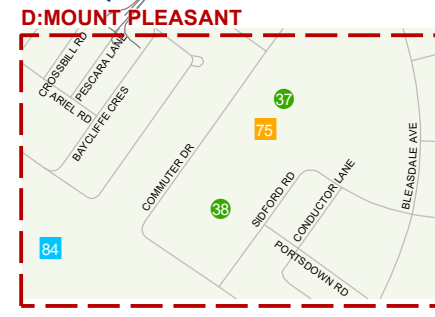 D:MOUNT PLEASANT
CROSSBILL RD
PESCARA LANE
ARIEL RD
BAYCLIFFE CRES
COMMUTER DR
37
75
38
SIDFORD RD
CONDUCTOR LANE
BLEASDALE AVE
PORTSDOWN RD
84